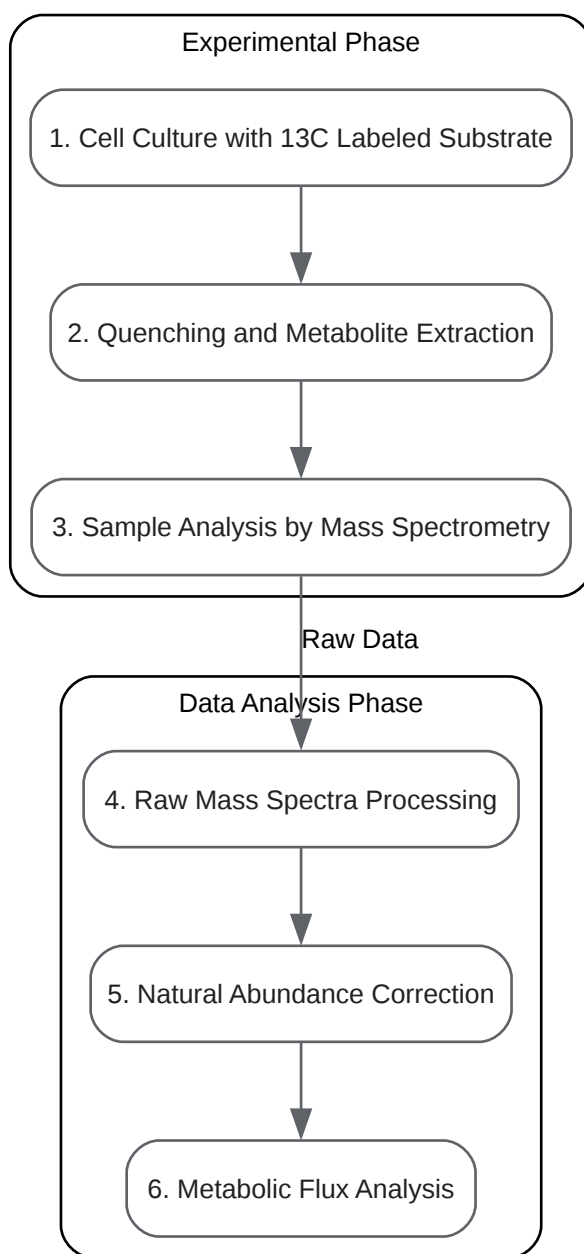 Experimental Phase
1. Cell Culture with 13C Labeled Substrate
2. Quenching and Metabolite Extraction
3. Sample Analysis by Mass Spectrometry
Raw Data
Data Analysis Phase
4. Raw Mass Spectra Processing
5. Natural Abundance Correction
6. Metabolic Flux Analysis